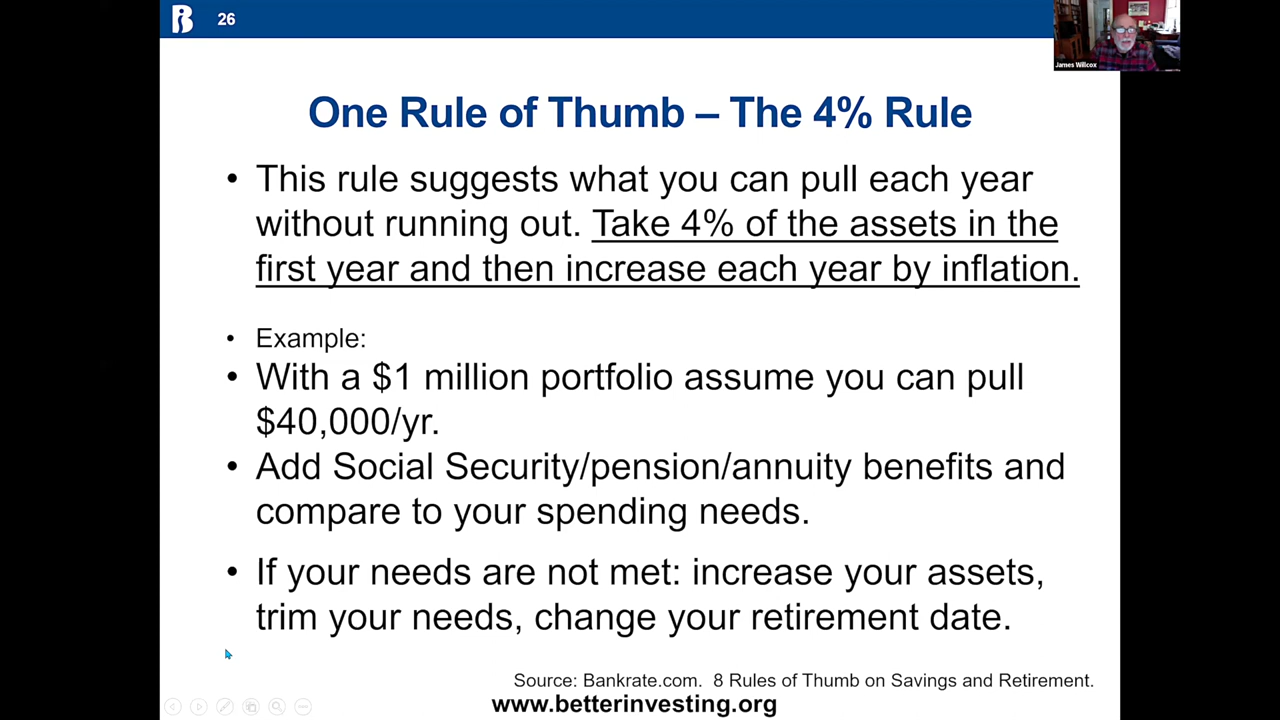 26
James Willcox
One Rule of Thumb – The 4% Rule
• This rule suggests what you can pull each year
without running out. Take 4% of the assets in the
first year and then increase each year by inflation.
• Example:
• With a $1 million portfolio assume you can pull
$40,000/yr.
• Add Social Security/pension/annuity benefits and
compare to your spending needs.
• If your needs are not met: increase your assets,
trim your needs, change your retirement date.
Source: Bankrate.com. 8 Rules of Thumb on Savings and Retirement.
www.betterinvesting.org